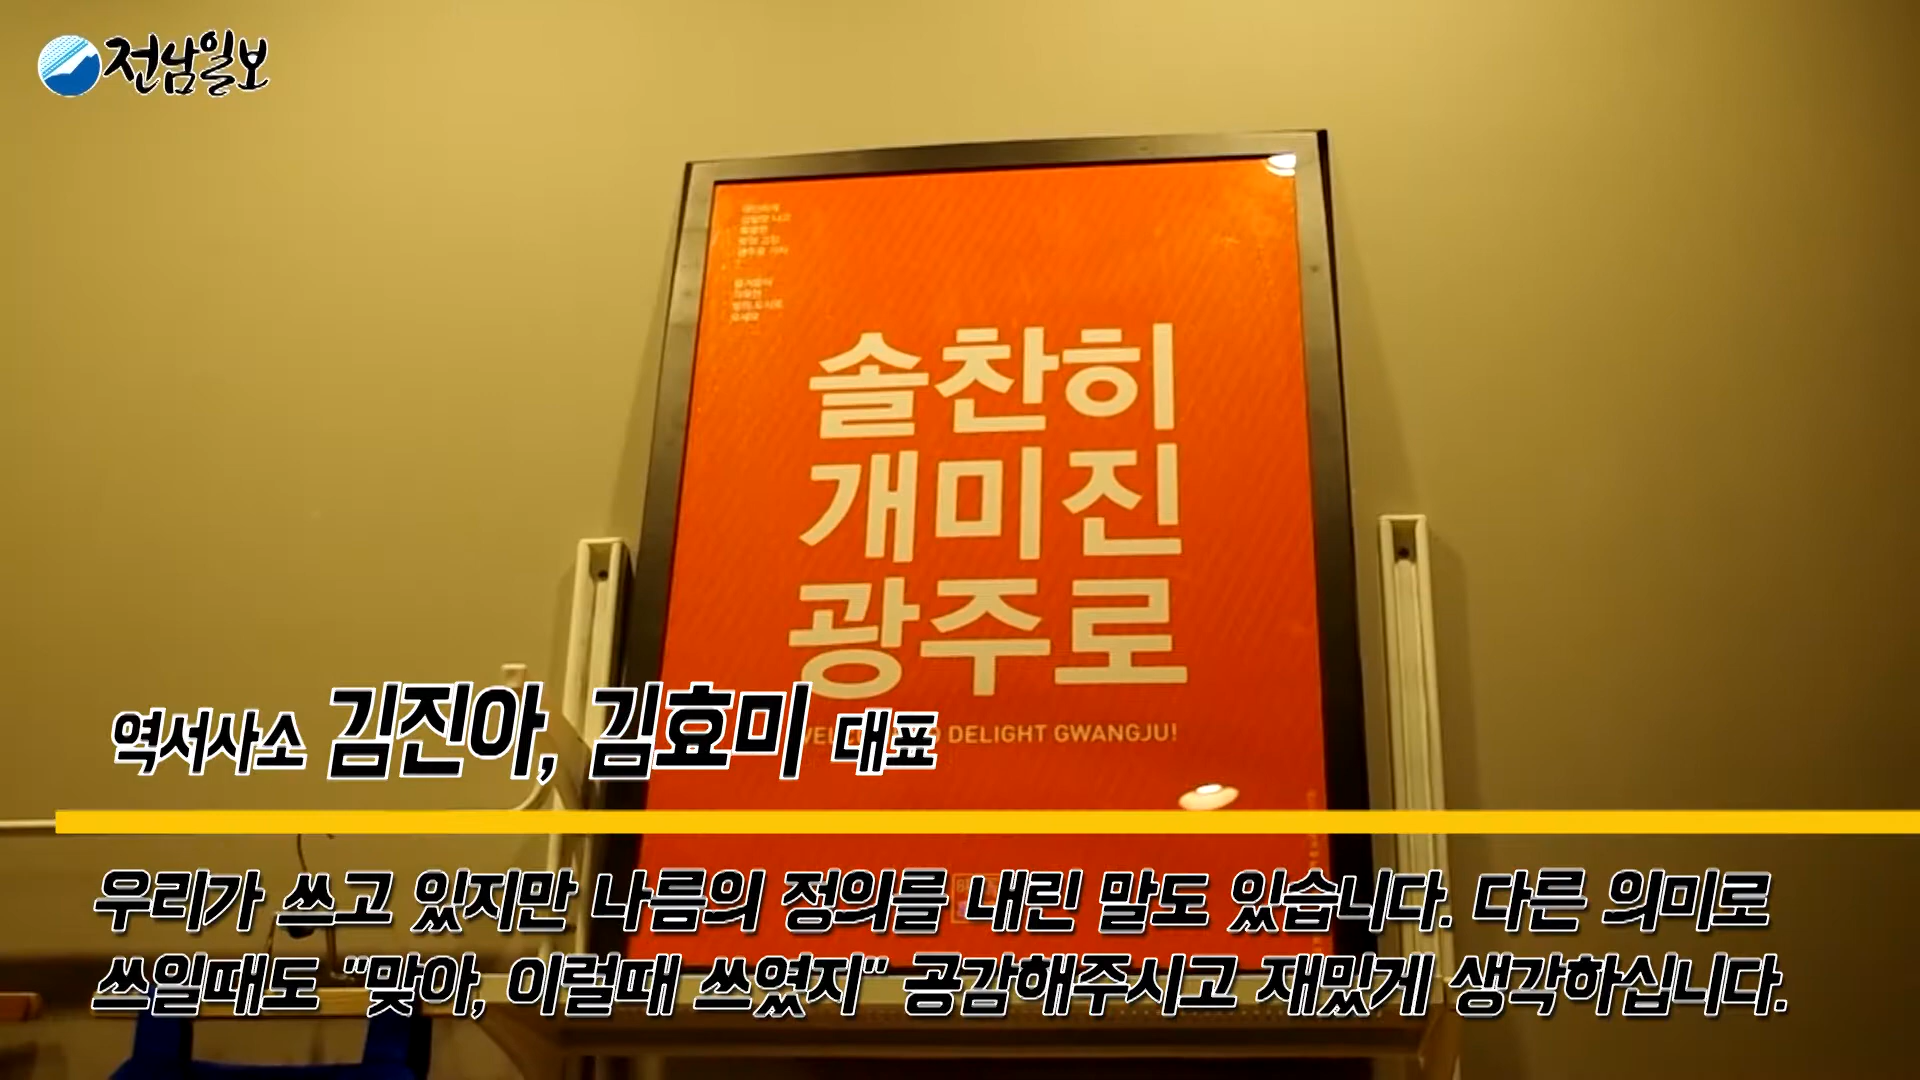 전남일보
솔찬히
개미진
광주로
DELIGHT GWANGJU!
역서사소 김진아, 김효미 대표
우리가 쓰고 있지만 나름의 정의를 내린 말도 있습니다. 다른 의미로
쓰일때도 "맞아, 이럴때 쓰였지" 공감해주시고 재밌게 생각하십니다.